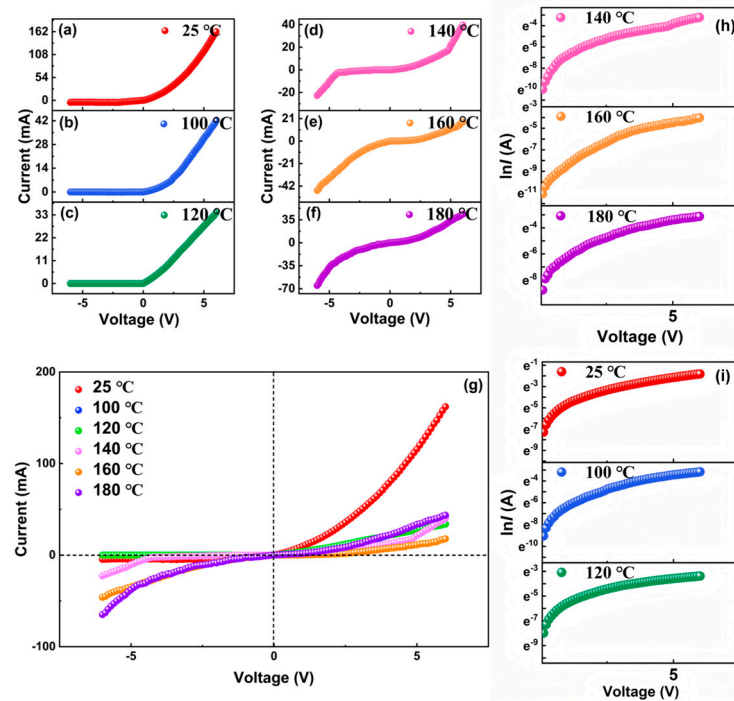 (a)
25 °C
162
108
54
0
(b)
100 °C
42
28
14
0
(c)
120 °C
33
22
11
0
Current (mA)
-5
0
5
Voltage (V)
(d)
140 °C
40
20
0
-20
(e)
160 °C
21
0
-21
-42
(f)
180 °C
35
0
-35
-70
Current (mA)
-5
0
5
Voltage (V)
(h)
140 °C
e-4
e-6
e-8
e-10
e-3
160 °C
e-5
e-7
e-9
e-11
180 °C
e-4
e-6
e-8
lnI (A)
5
Voltage (V)
(g)
25 °C
100 °C
120 °C
140 °C
160 °C
180 °C
200
100
0
-100
Current (mA)
-5
0
5
Voltage (V)
(i)
e-1
25 °C
e-3
e-5
e-7
e-9
100 °C
e-4
e-6
e-8
e-10
e-3
120 °C
e-5
e-7
e-9
lnI (A)
5
Voltage (V)